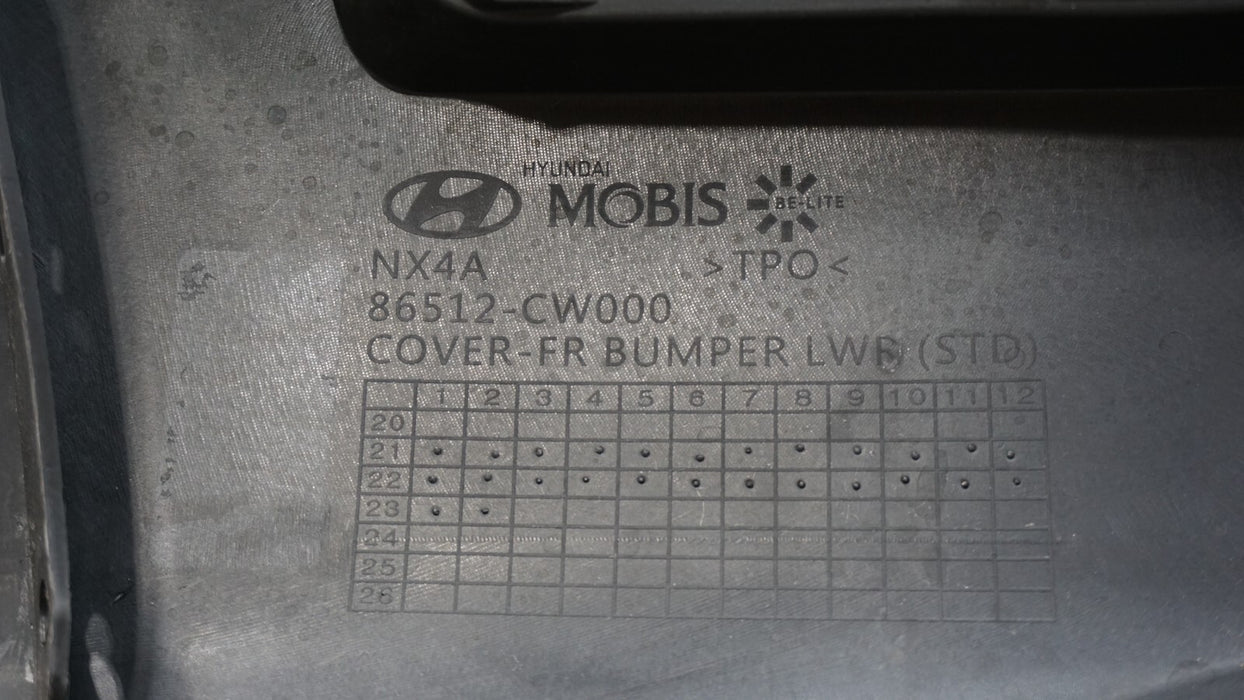 HYUNDAI
MOBIS BE-LITE
NX4A >TPO<
86512-CW000
COVER-FR BUMPER LWR (STD)
1 2 3 4 5 6 7 8 9 10 11 12
20
21
22
23
24
25
26